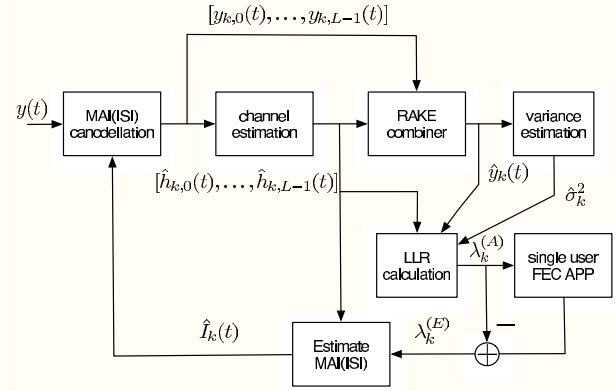 [y_{k,0}(t),...,y_{k,L-1}(t)]
y(t)
MAI(ISI)
cancdellation
channel
estimation
RAKE
combiner
variance
estimation
[ĥ_{k,0}(t),...,ĥ_{k,L-1}(t)]
ŷ_k(t)
σ̂_k^2
LLR
calculation
λ_k^{(A)}
single user
FEC APP
Î_k(t)
Estimate
MAI(ISI)
λ_k^{(E)}
−
+